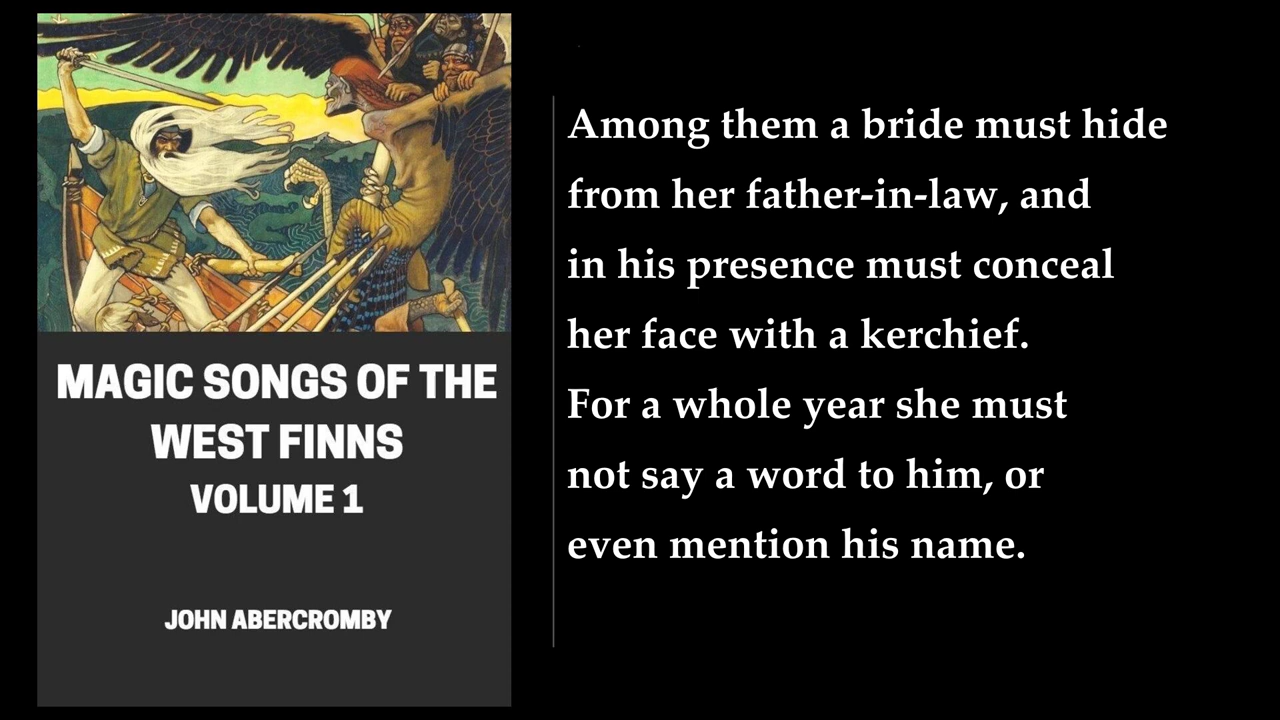 MAGIC SONGS OF THE
WEST FINNS
VOLUME 1
JOHN ABERCROMBY
Among them a bride must hide
from her father-in-law, and
in his presence must conceal
her face with a kerchief.
For a whole year she must
not say a word to him, or
even mention his name.